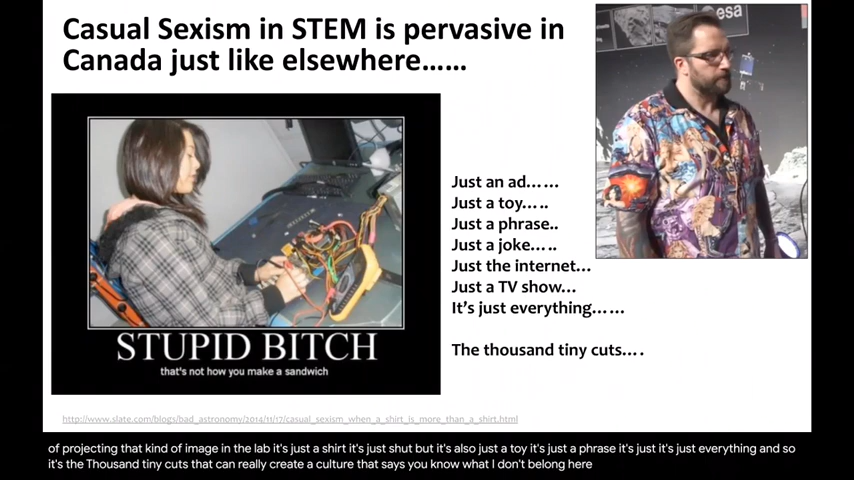 Casual Sexism in STEM is pervasive in
Canada just like elsewhere……
esa
Just an ad……
Just a toy…..
Just a phrase..
Just a joke…..
Just the internet…
Just a TV show…
It's just everything……
The thousand tiny cuts….
STUPID BITCH
that's not how you make a sandwich
http://www.slate.com/blogs/bad_astronomy/2014/11/17/casual_sexism_when_a_shirt_is_more_than_a_shirt.html
of projecting that kind of image in the lab it's just a shirt it's just shut but it's also just a toy it's just a phrase it's just it's just everything and so
it's the Thousand tiny cuts that can really create a culture that says you know what I don't belong here